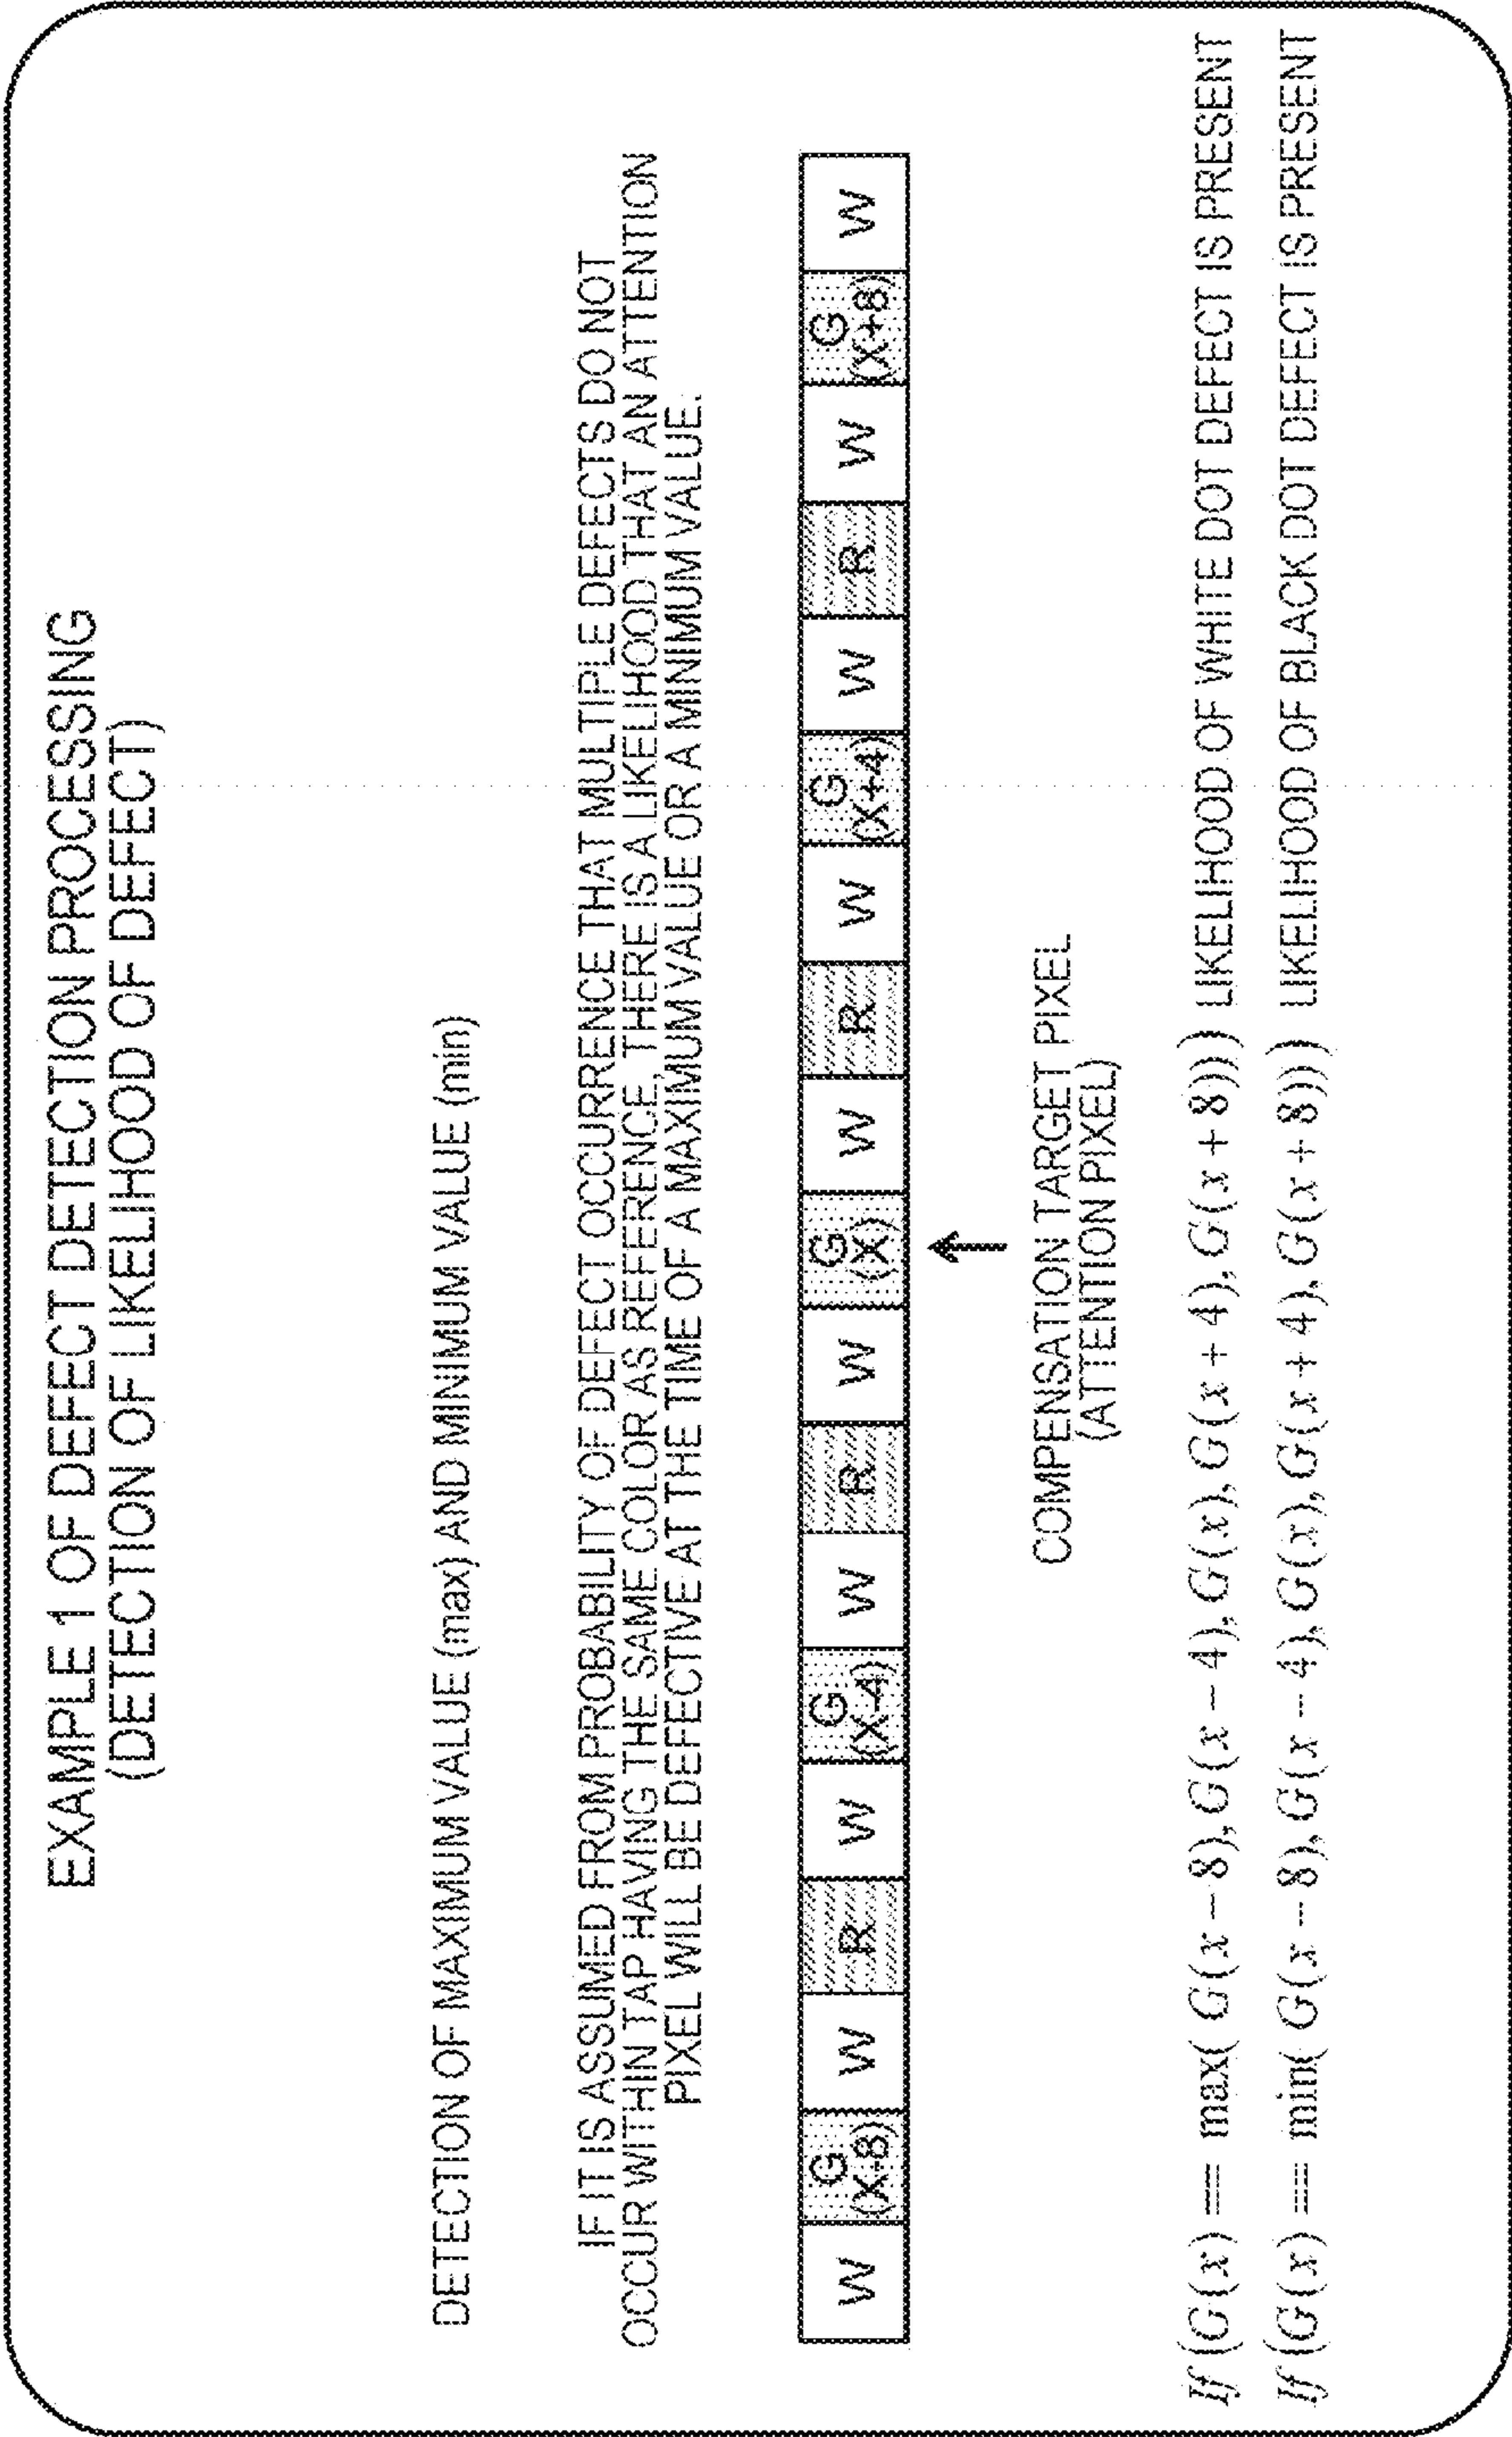 EXAMPLE 1 OF DEFECT DETECTION PROCESSING
(DETECTION OF LIKELIHOOD OF DEFECT)
DETECTION OF MAXIMUM VALUE (max) AND MINIMUM VALUE (min)
IF IT IS ASSUMED FROM PROBABILITY OF DEFECT OCCURRENCE THAT MULTIPLE DEFECTS DO NOT
OCCUR WITHIN TAP HAVING THE SAME COLOR AS REFERENCE, THERE IS A LIKELIHOOD THAT AN ATTENTION
PIXEL WILL BE DEFECTIVE AT THE TIME OF A MAXIMUM VALUE OR A MINIMUM VALUE.
W G (X-8) W R W G (X-4) W R W G (X) W R W G (X+4) W R W G (X+8) W
COMPENSATION TARGET PIXEL
(ATTENTION PIXEL)
If (G(x) == max( G(x-8), G(x-4), G(x), G(x+4), G(x+8))) LIKELIHOOD OF WHITE DOT DEFECT IS PRESENT
If (G(x) == min( G(x-8), G(x-4), G(x), G(x+4), G(x+8))) LIKELIHOOD OF BLACK DOT DEFECT IS PRESENT